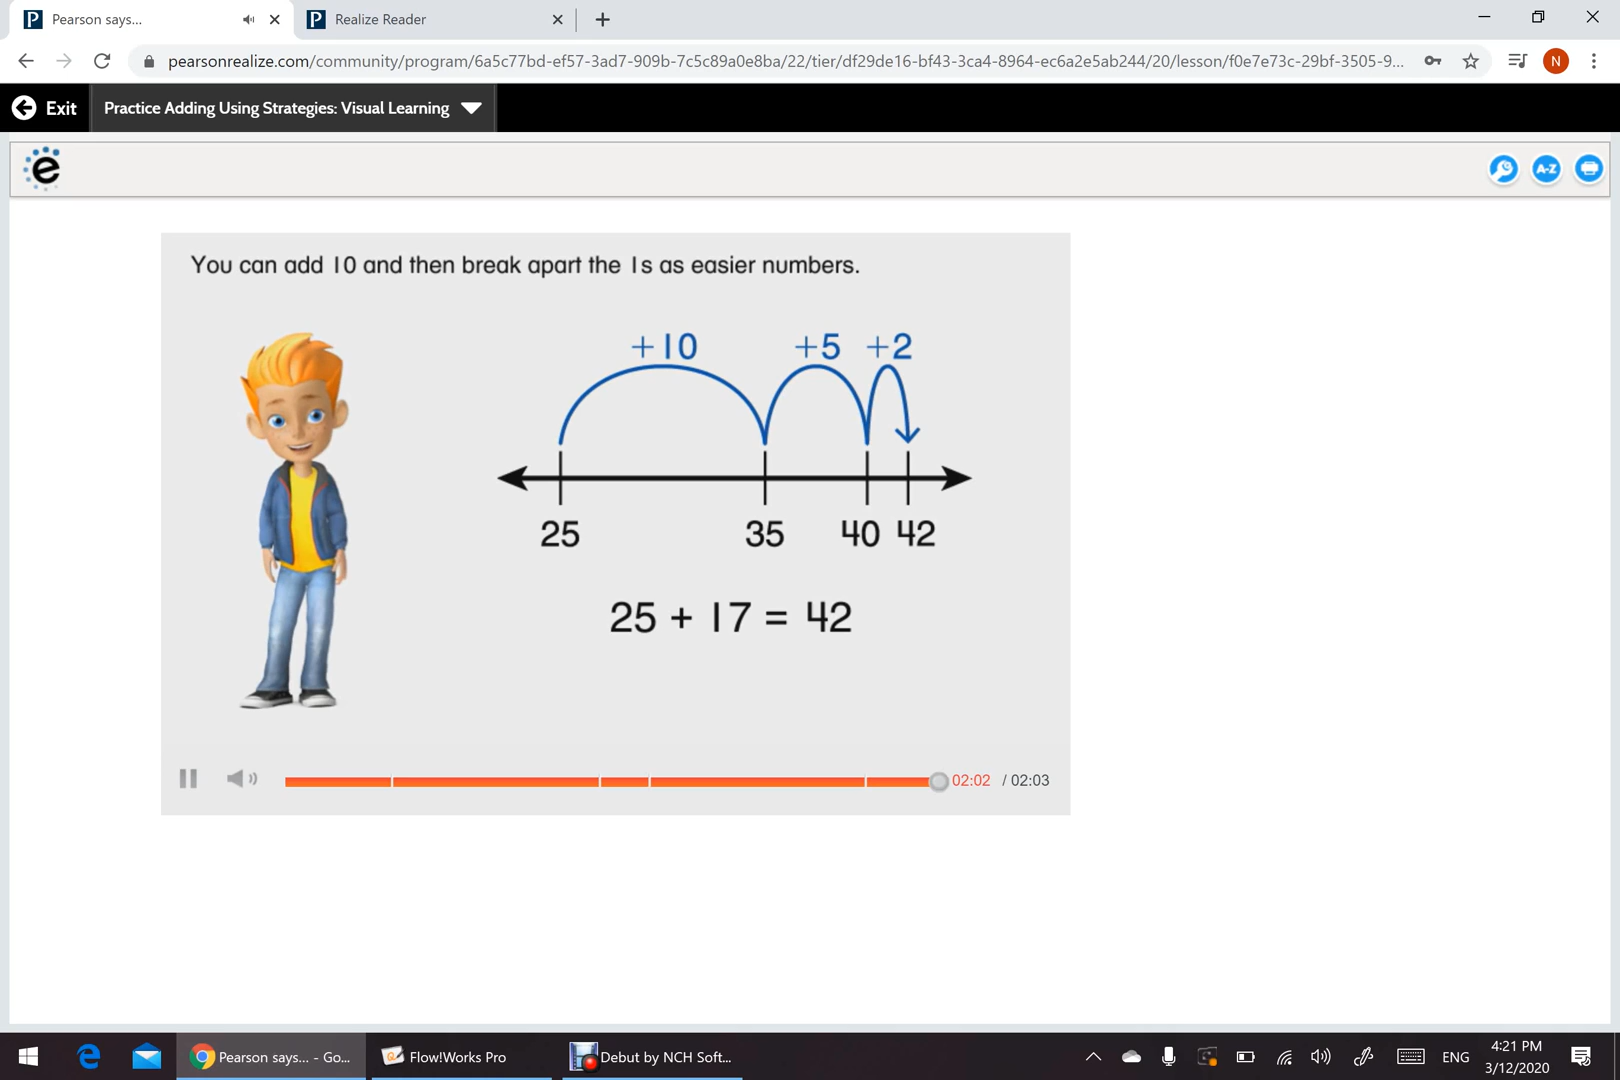 Pearson says...
Realize Reader
pearsonrealize.com/community/program/6a5c77bd-ef57-3ad7-909b-7c5c89a0e8ba/22/tier/df29de16-bf43-3ca4-8964-ec6a2e5ab244/20/lesson/f0e7e73c-29bf-3505-9...
N
Exit
Practice Adding Using Strategies: Visual Learning
e
A-Z
You can add 10 and then break apart the 1s as easier numbers.
+10 +5 +2
25 35 40 42
25 + 17 = 42
02:02 / 02:03
Pearson says... - Go...
Flow!Works Pro
Debut by NCH Soft...
ENG
4:21 PM
3/12/2020